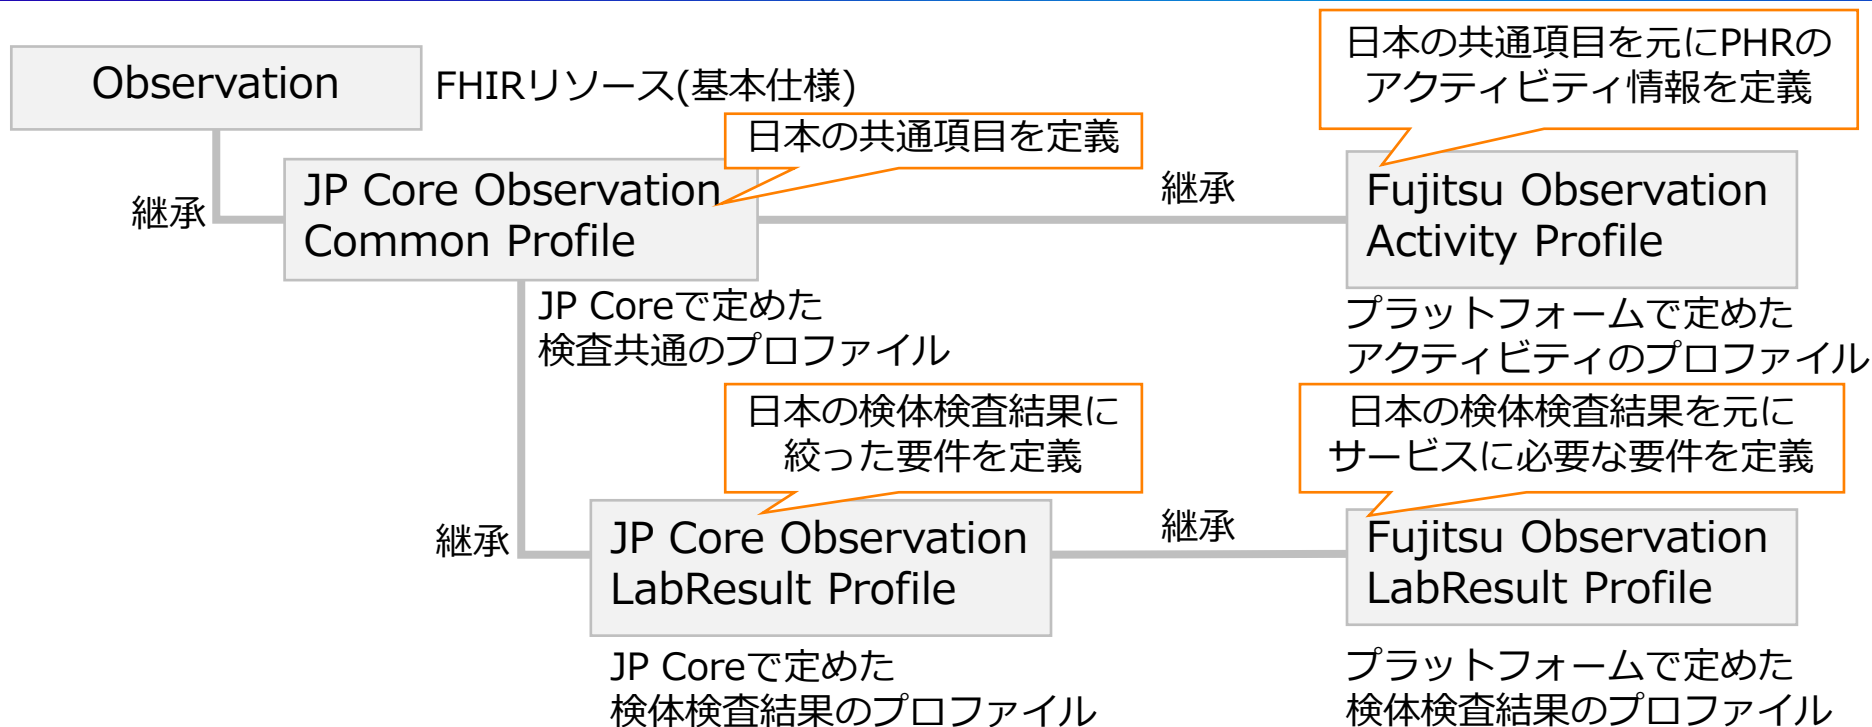 Observation
FHIRリソース(基本仕様)
日本の共通項目を元にPHRの
アクティビティ情報を定義
日本の共通項目を定義
継承
JP Core Observation
Common Profile
継承
Fujitsu Observation
Activity Profile
JP Coreで定めた
検査共通のプロファイル
プラットフォームで定めた
アクティビティのプロファイル
日本の検体検査結果に
絞った要件を定義
日本の検体検査結果を元に
サービスに必要な要件を定義
継承
JP Core Observation
LabResult Profile
継承
Fujitsu Observation
LabResult Profile
JP Coreで定めた
検体検査結果のプロファイル
プラットフォームで定めた
検体検査結果のプロファイル